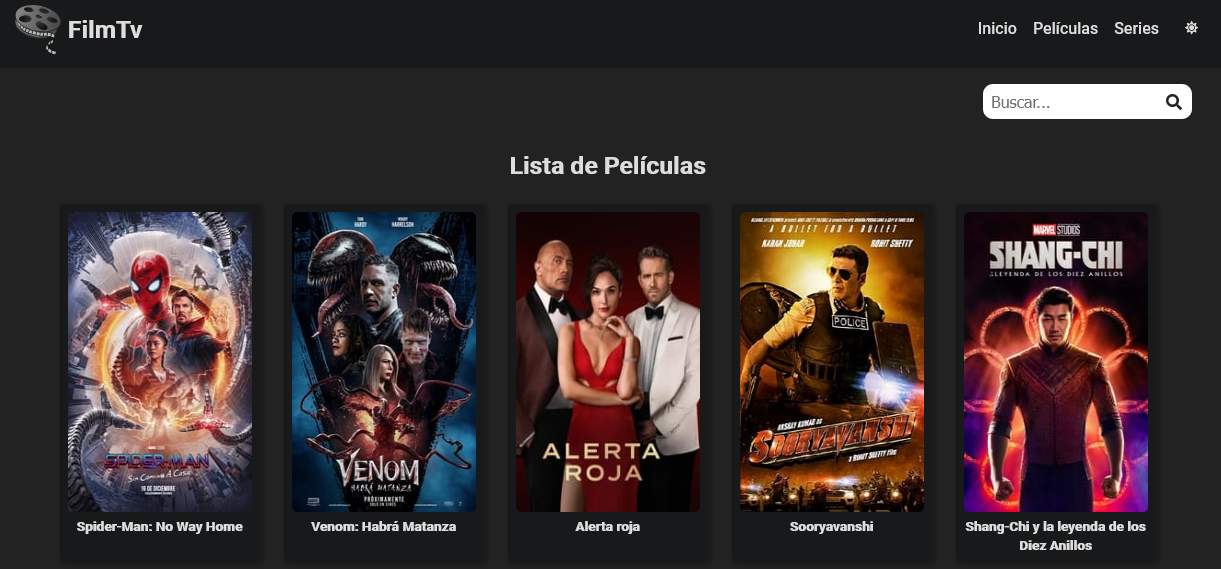 FilmTv
Inicio Películas Series
Buscar...
Lista de Películas
SPIDER-MAN
SIN CAMINO A CASA
16 DE DICIEMBRE
Spider-Man: No Way Home
TOM HARDY
WOODY HARRELSON
VENOM
HABRÁ MATANZA
PRÓXIMAMENTE
SOLO EN CINES
Venom: Habrá Matanza
ALERTA
ROJA
Alerta roja
A BULLET FOR A BULLET
KARAN JOHAR ROHIT SHETTY
POLICE
AKSHAY KUMAR AS
SOORYAVANSHI
A ROHIT SHETTY FILM
Sooryavanshi
MARVEL STUDIOS
SHANG-CHI
Y LA LEYENDA DE LOS DIEZ ANILLOS
Shang-Chi y la leyenda de los
Diez Anillos